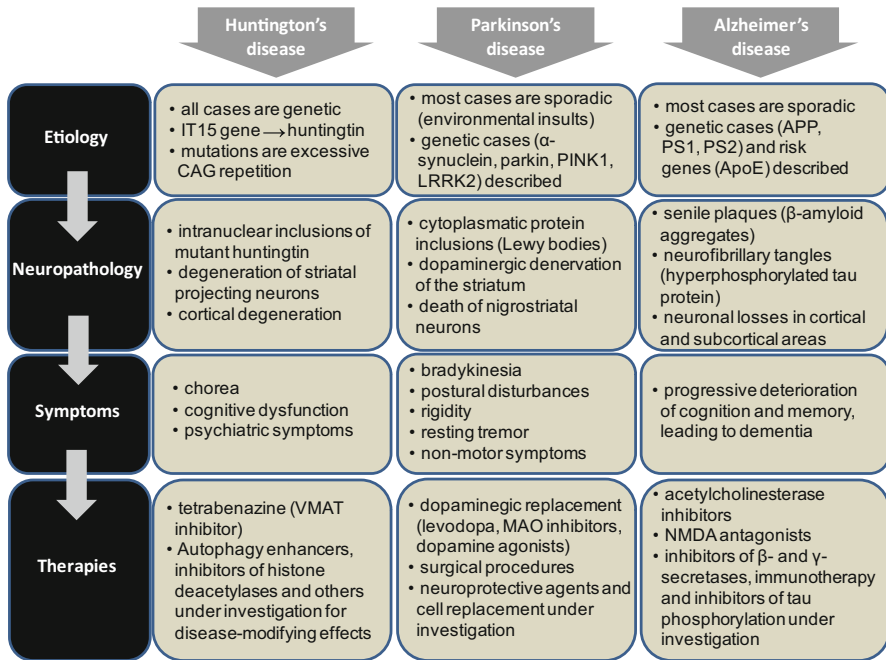 Huntington's
disease
Parkinson's
disease
Alzheimer's
disease
Etiology
• all cases are genetic
• IT15 gene → huntingtin
• mutations are excessive
CAG repetition
• most cases are sporadic
(environmental insults)
• genetic cases (α-
synuclein, parkin, PINK1,
LRRK2) described
• most cases are sporadic
• genetic cases (APP,
PS1, PS2) and risk
genes (ApoE) described
Neuropathology
• intranuclear inclusions of
mutant huntingtin
• degeneration of striatal
projecting neurons
• cortical degeneration
• cytoplasmatic protein
inclusions (Lewy bodies)
• dopaminergic denervation
of the striatum
• death of nigrostriatal
neurons
• senile plaques (β-amyloid
aggregates)
• neurofibrillary tangles
(hyperphosphorylated tau
protein)
• neuronal losses in cortical
and subcortical areas
Symptoms
• chorea
• cognitive dysfunction
• psychiatric symptoms
• bradykinesia
• postural disturbances
• rigidity
• resting tremor
• non-motor symptoms
• progressive deterioration
of cognition and memory,
leading to dementia
Therapies
• tetrabenazine (VMAT
inhibitor)
• Autophagy enhancers,
inhibitors of histone
deacetylases and others
under investigation for
disease-modifying effects
• dopaminegic replacement
(levodopa, MAO inhibitors,
dopamine agonists)
• surgical procedures
• neuroprotective agents and
cell replacement under
investigation
• acetylcholinesterase
inhibitors
• NMDA antagonists
• inhibitors of β- and γ-
secretases, immunotherapy
and inhibitors of tau
phosphorylation under
investigation